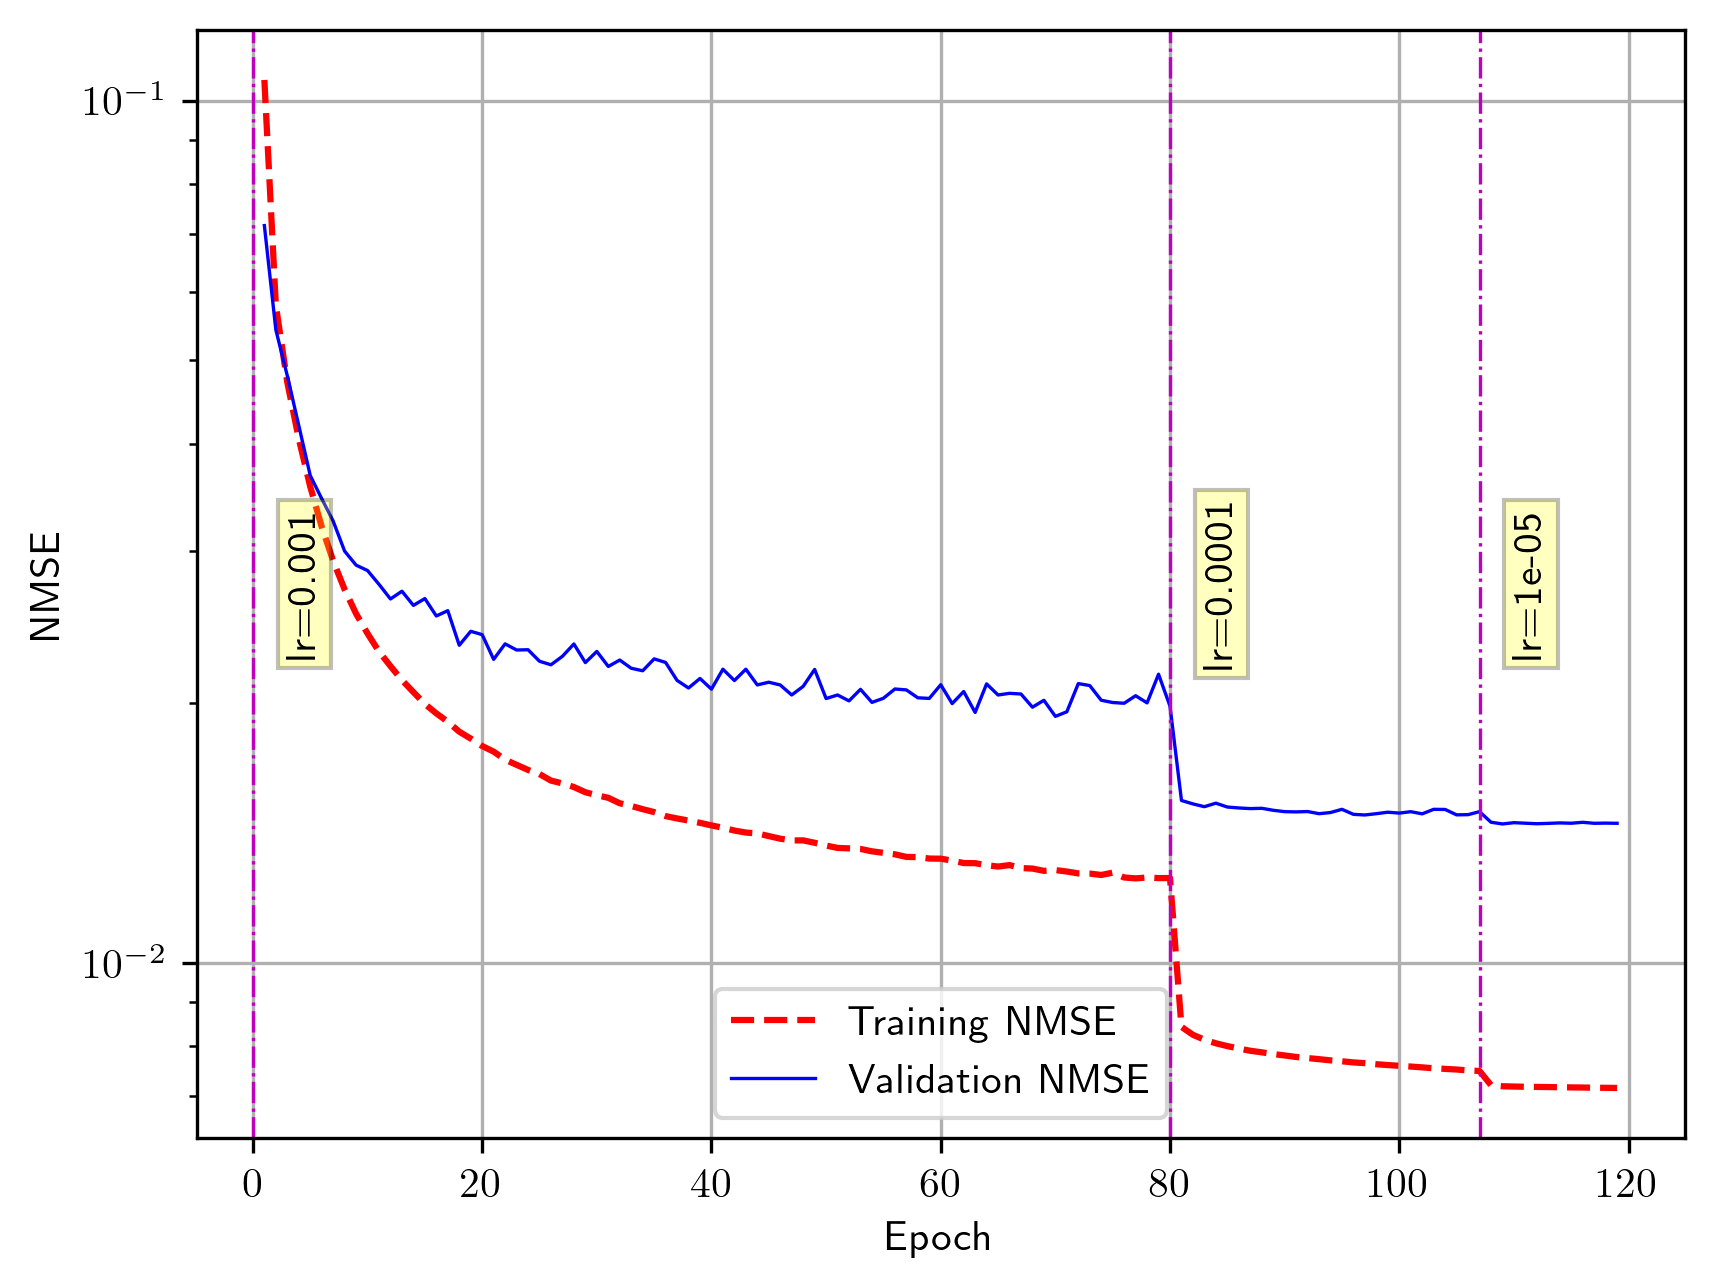 10⁻¹
10⁻²
NMSE
lr=0.001
lr=0.0001
lr=1e-05
Training NMSE
Validation NMSE
0 20 40 60 80 100 120
Epoch